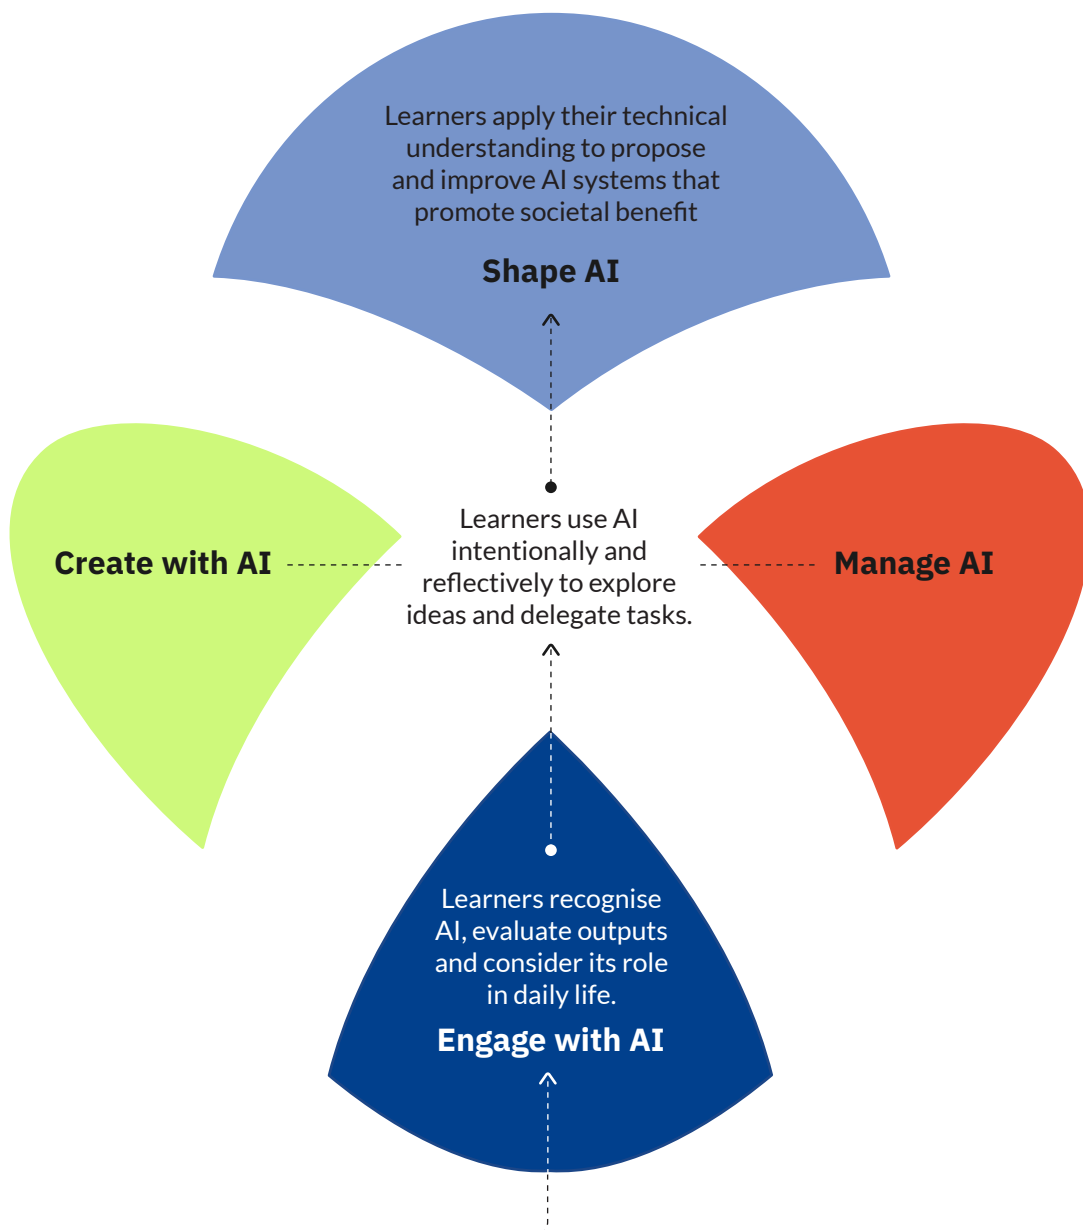 Learners apply their technical
understanding to propose
and improve AI systems that
promote societal benefit
Shape AI
Learners use AI
intentionally and
reflectively to explore
ideas and delegate tasks.
Create with AI
Manage AI
Learners recognise
AI, evaluate outputs
and consider its role
in daily life.
Engage with AI